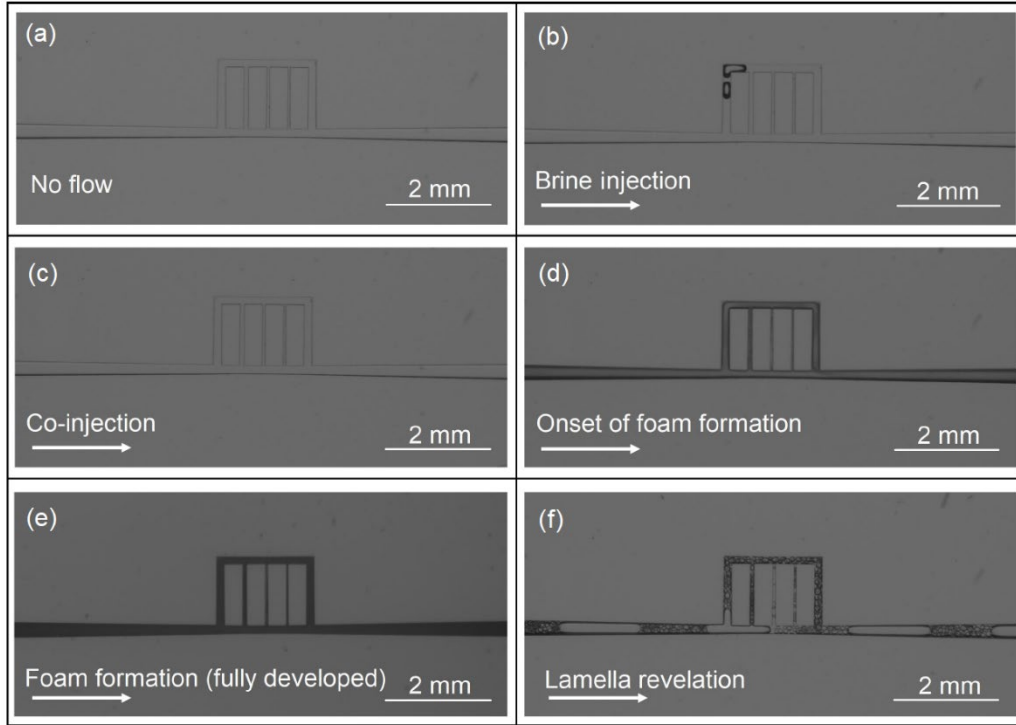 (a)
No flow
2 mm
(b)
Brine injection
2 mm
(c)
Co-injection
2 mm
(d)
Onset of foam formation
2 mm
(e)
Foam formation (fully developed)
2 mm
(f)
Lamella revelation
2 mm